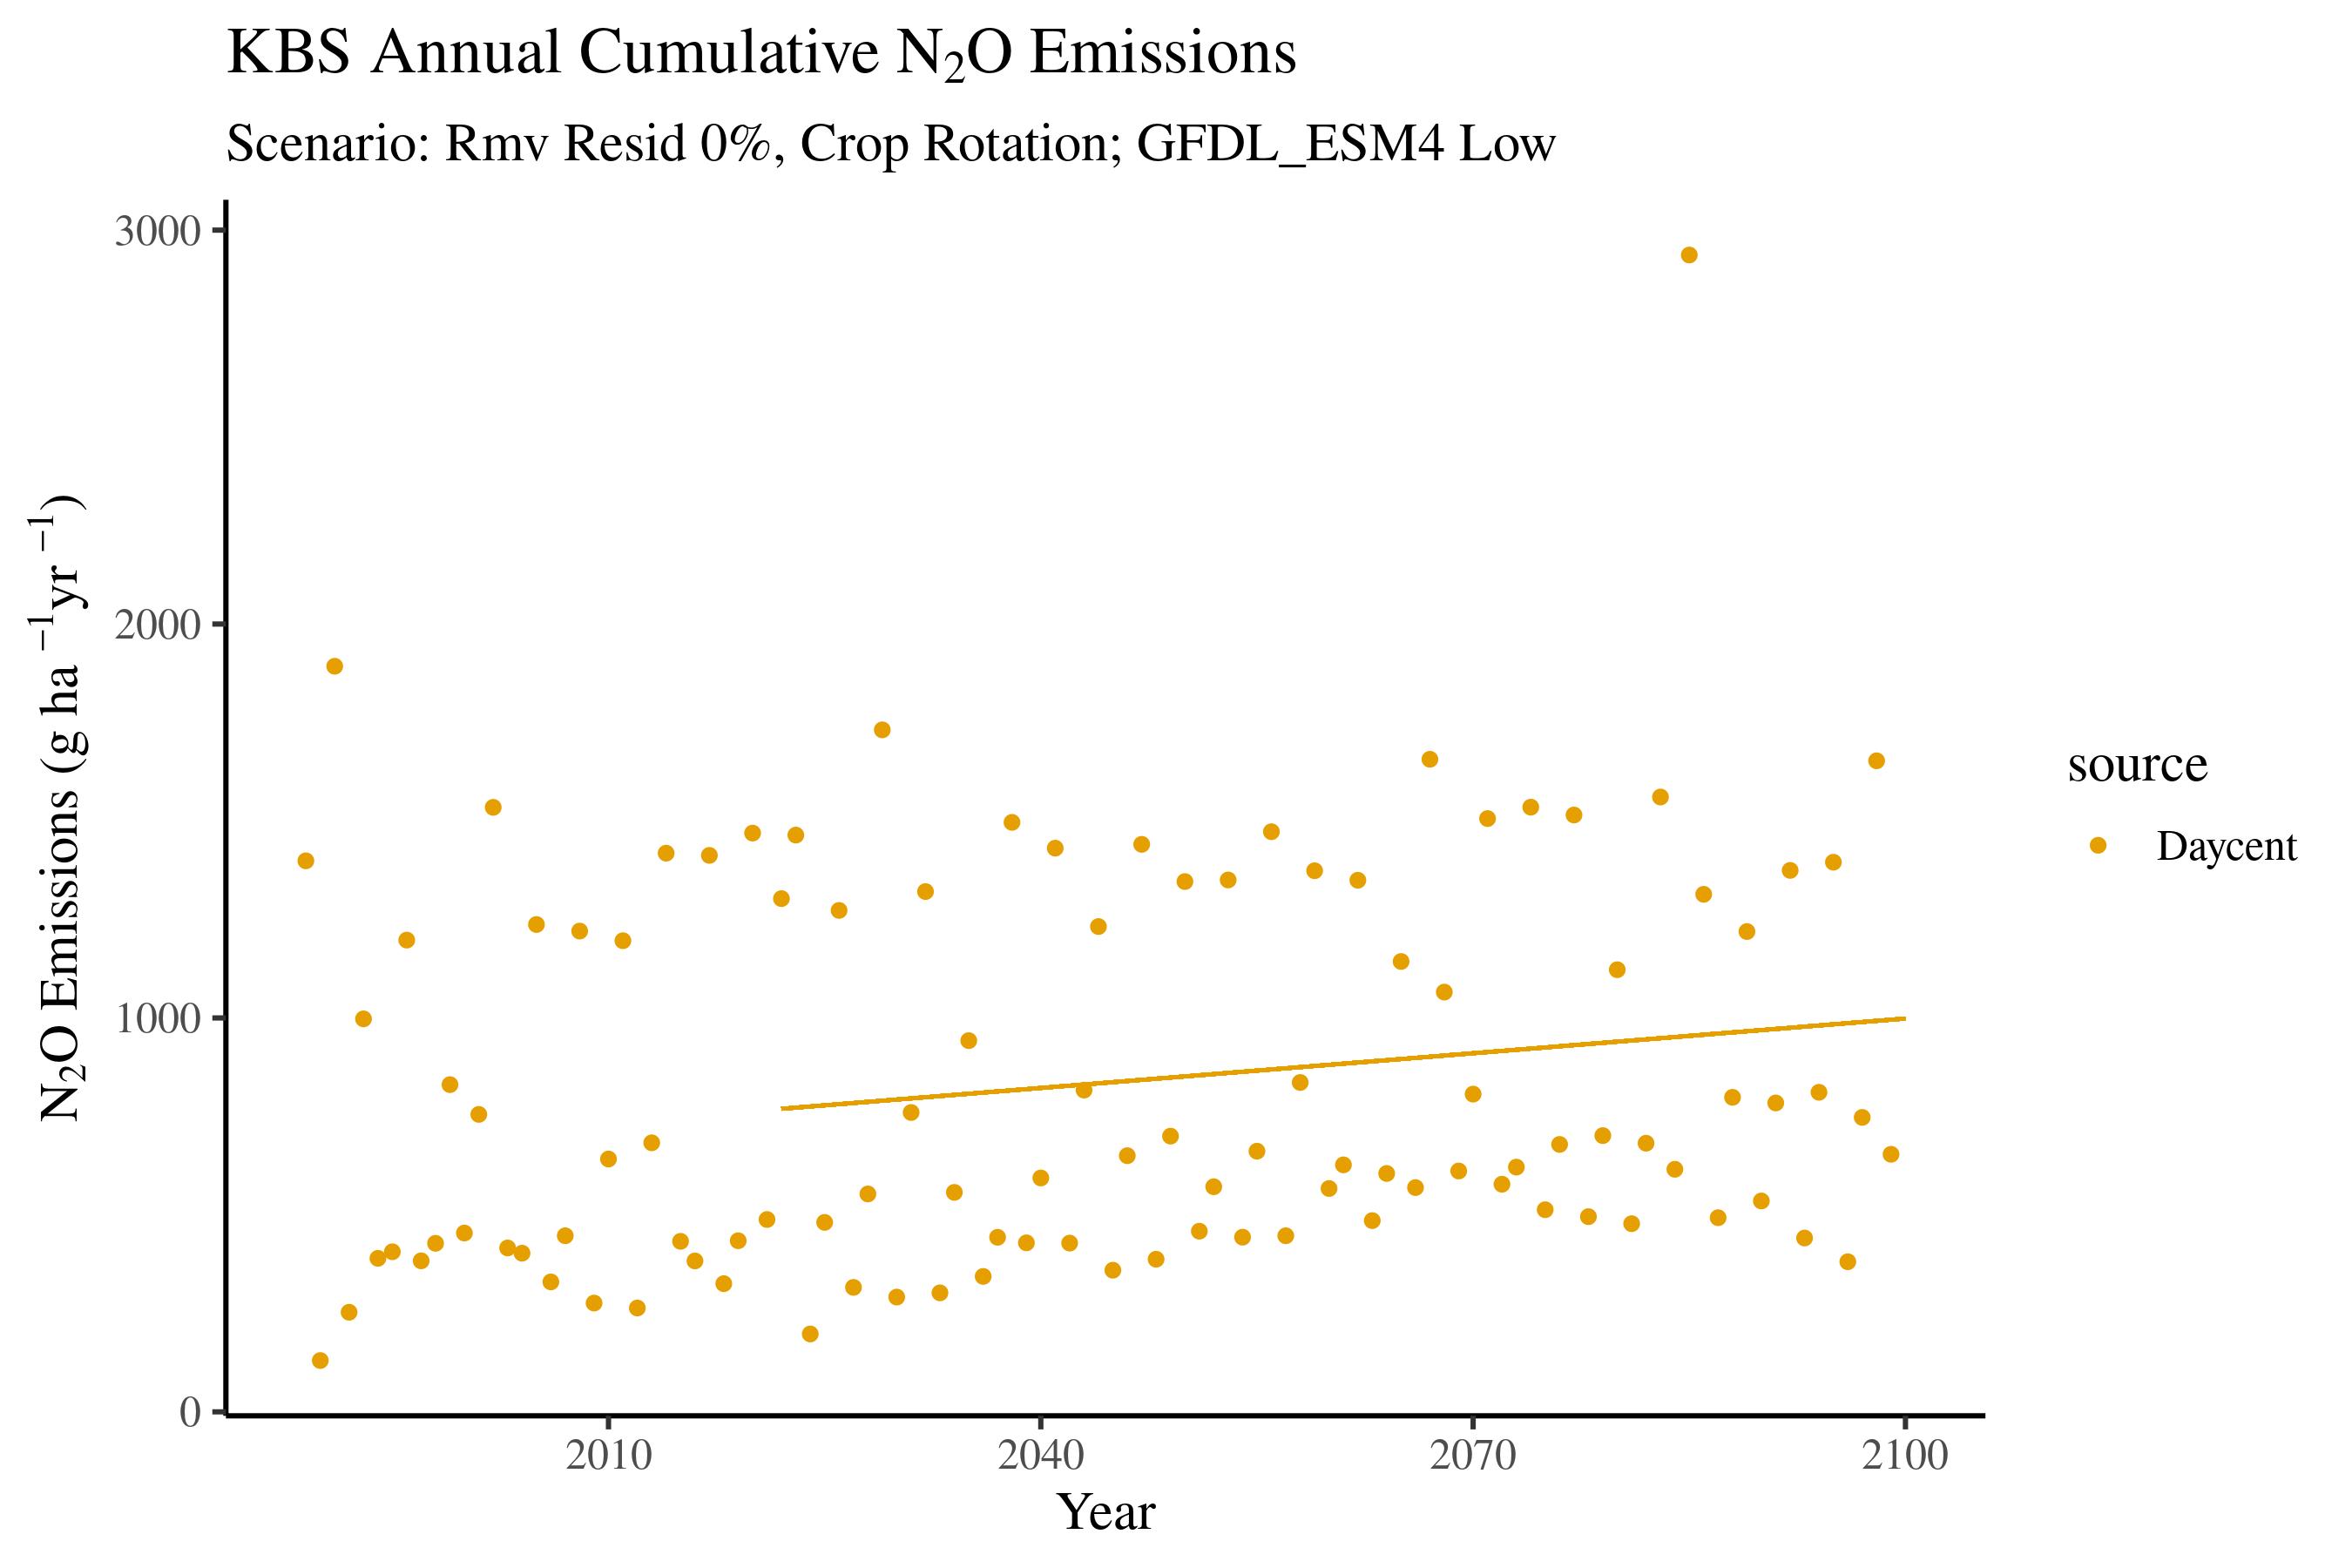 KBS Annual Cumulative N₂O Emissions
Scenario: Rmv Resid 0%, Crop Rotation; GFDL_ESM4 Low
N₂O Emissions (g ha⁻¹yr⁻¹)
3000
2000
1000
0
2010 2040 2070 2100
Year
source
Daycent